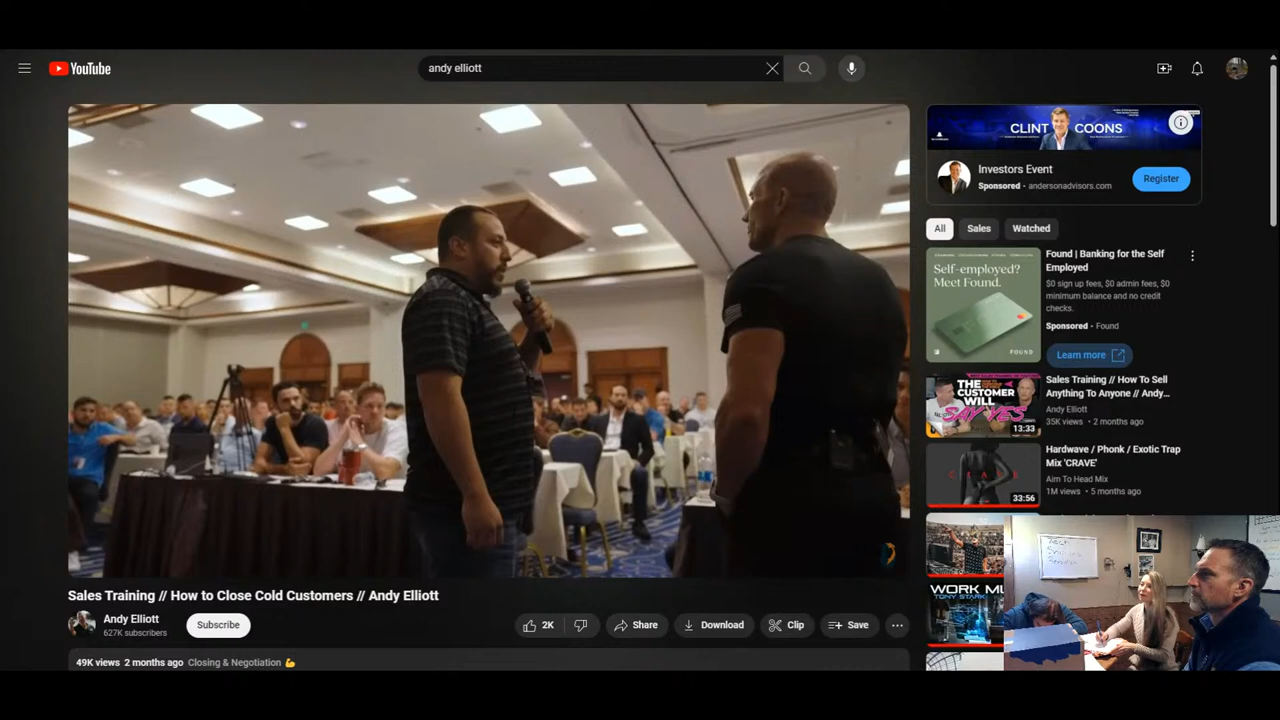 YouTube
andy elliott
CLINT COONS
Investors Event
Sponsored • andersonadvisors.com
Register
All
Sales
Watched
Self-employed?
Meet Found.
FOUND
Found | Banking for the Self
Employed
$0 sign up fees, $0 admin fees, $0
minimum balance and no credit
checks.
Sponsored • Found
Learn more
THE
CUSTOMER
WILL
SAY YES
13:33
Sales Training // How To Sell
Anything To Anyone // Andy...
Andy Elliott
35K views • 2 months ago
CRAVE
33:56
Hardwave / Phonk / Exotic Trap
Mix 'CRAVE'
Aim To Head Mix
1M views • 5 months ago
WORK MU
TONY STARK
Sales Training // How to Close Cold Customers // Andy Elliott
Andy Elliott
627K subscribers
Subscribe
2K
Share
Download
Clip
Save
49K views 2 months ago Closing & Negotiation 💪